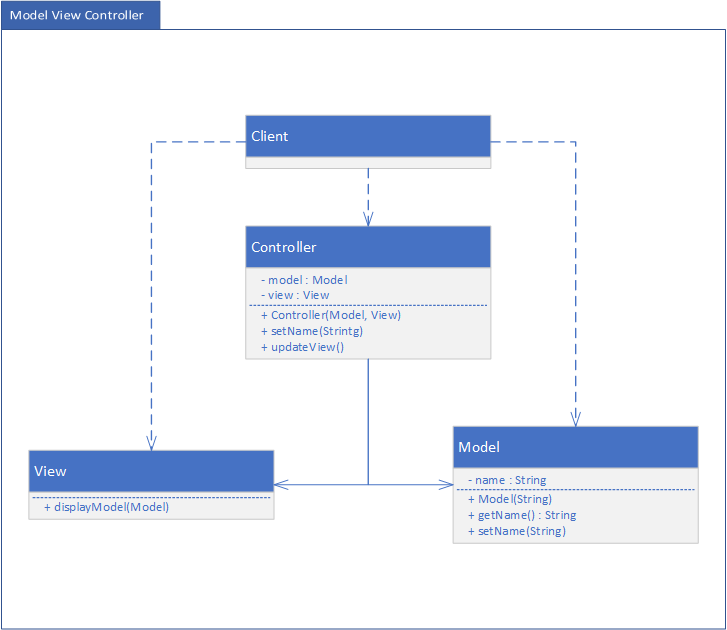 Model View Controller
Client
Controller
- model : Model
- view : View
+ Controller(Model, View)
+ setName(Strintg)
+ updateView()
View
+ displayModel(Model)
Model
- name : String
+ Model(String)
+ getName() : String
+ setName(String)